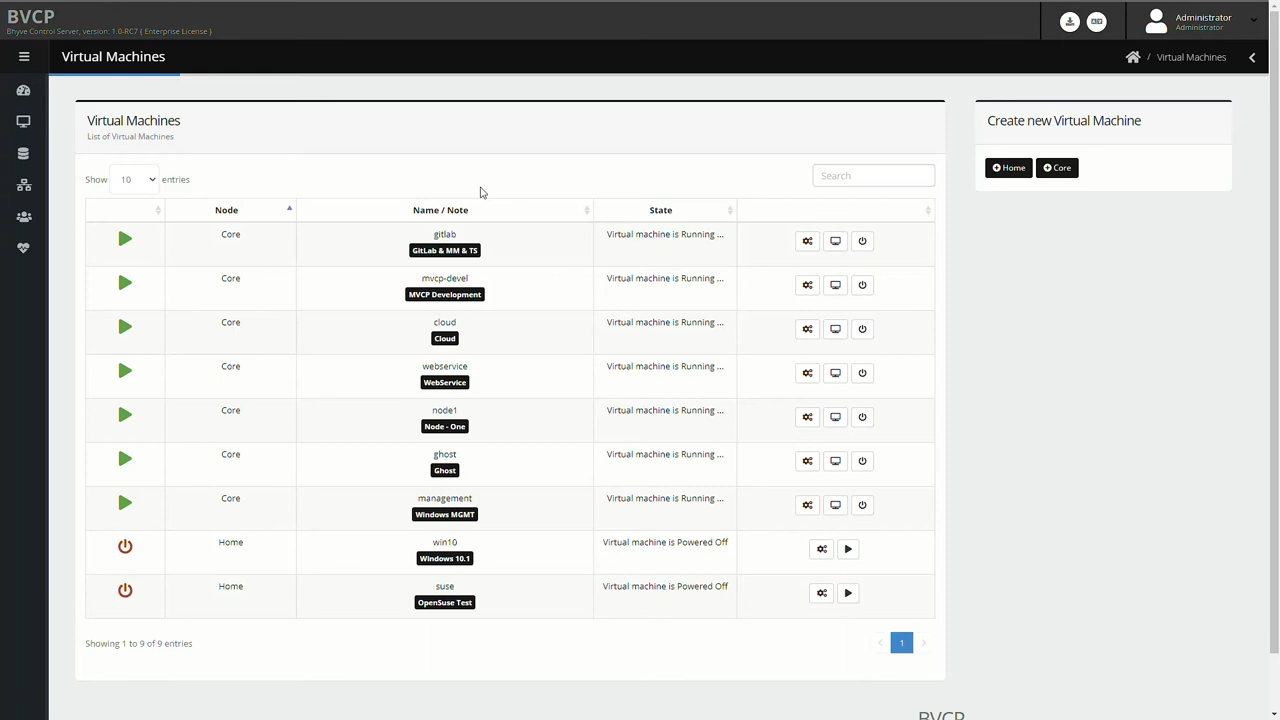 BVCP
Bhyve Control Server, version: 1.0-RC7 ( Enterprise License )
Administrator
Administrator
Virtual Machines
/ Virtual Machines
Virtual Machines
List of Virtual Machines
Create new Virtual Machine
Home
Core
Show 10 entries
Search
Node
Name / Note
State
Core
gitlab
GitLab & MM & TS
Virtual machine is Running ...
Core
mvcp-devel
MVCP Development
Virtual machine is Running ...
Core
cloud
Cloud
Virtual machine is Running ...
Core
webservice
WebService
Virtual machine is Running ...
Core
node1
Node - One
Virtual machine is Running ...
Core
ghost
Ghost
Virtual machine is Running ...
Core
management
Windows MGMT
Virtual machine is Running ...
Home
win10
Windows 10.1
Virtual machine is Powered Off
Home
suse
OpenSuse Test
Virtual machine is Powered Off
Showing 1 to 9 of 9 entries
1
BVCP